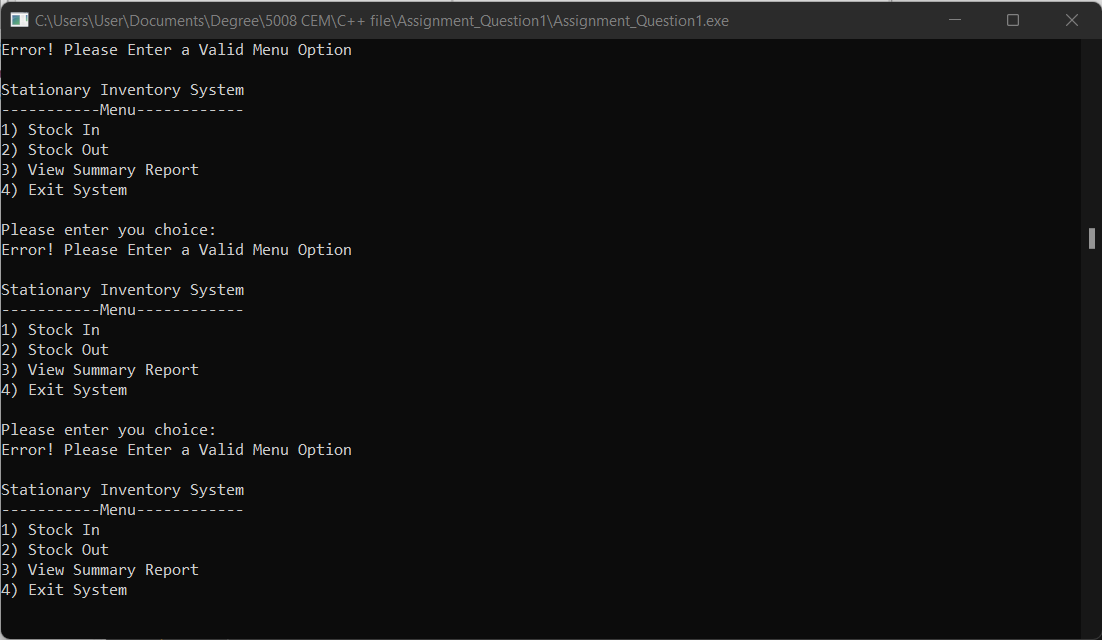 C:\Users\User\Documents\Degree\5008 CEM\C++ file\Assignment_Question1\Assignment_Question1.exe
Error! Please Enter a Valid Menu Option
Stationary Inventory System
-----------Menu------------
1) Stock In
2) Stock Out
3) View Summary Report
4) Exit System
Please enter you choice:
Error! Please Enter a Valid Menu Option
Stationary Inventory System
-----------Menu------------
1) Stock In
2) Stock Out
3) View Summary Report
4) Exit System
Please enter you choice:
Error! Please Enter a Valid Menu Option
Stationary Inventory System
-----------Menu------------
1) Stock In
2) Stock Out
3) View Summary Report
4) Exit System